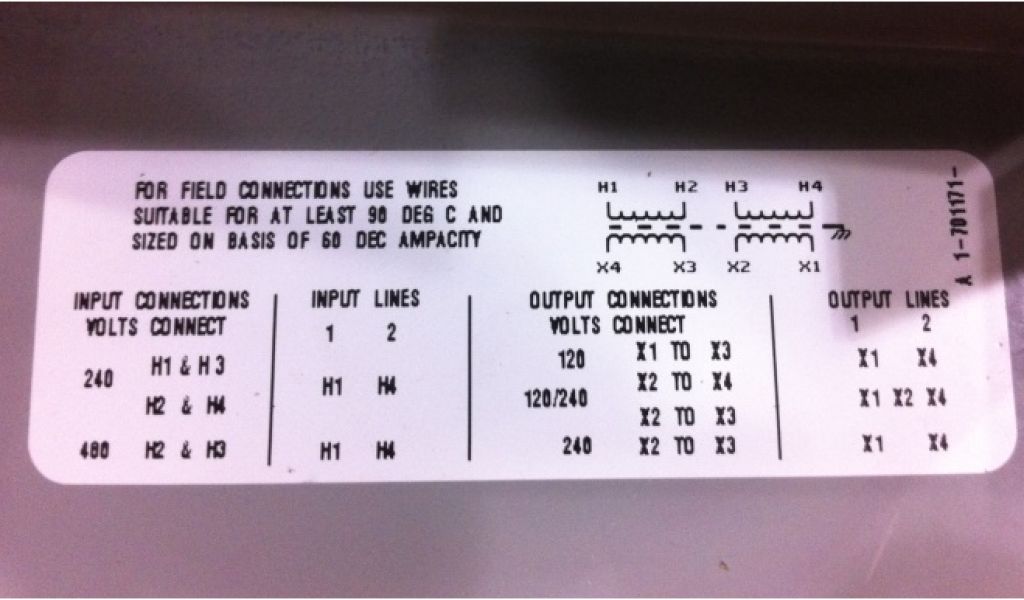 FOR FIELD CONNECTIONS USE WIRES
SUITABLE FOR AT LEAST 90 DEG C AND
SIZED ON BASIS OF 60 DEC AMPACITY
H1 H2 H3 H4
X4 X3 X2 X1
A 1-701171-
INPUT CONNECTIONS
VOLTS CONNECT
240 H1 & H3
H2 & H4
480 H2 & H3
INPUT LINES
1 2
H1 H4
H1 H4
OUTPUT CONNECTIONS
VOLTS CONNECT
120 X1 TO X3
X2 TO X4
120/240
X2 TO X3
240 X2 TO X3
OUTPUT LINES
1 2
X1 X4
X1 X2 X4
X1 X4